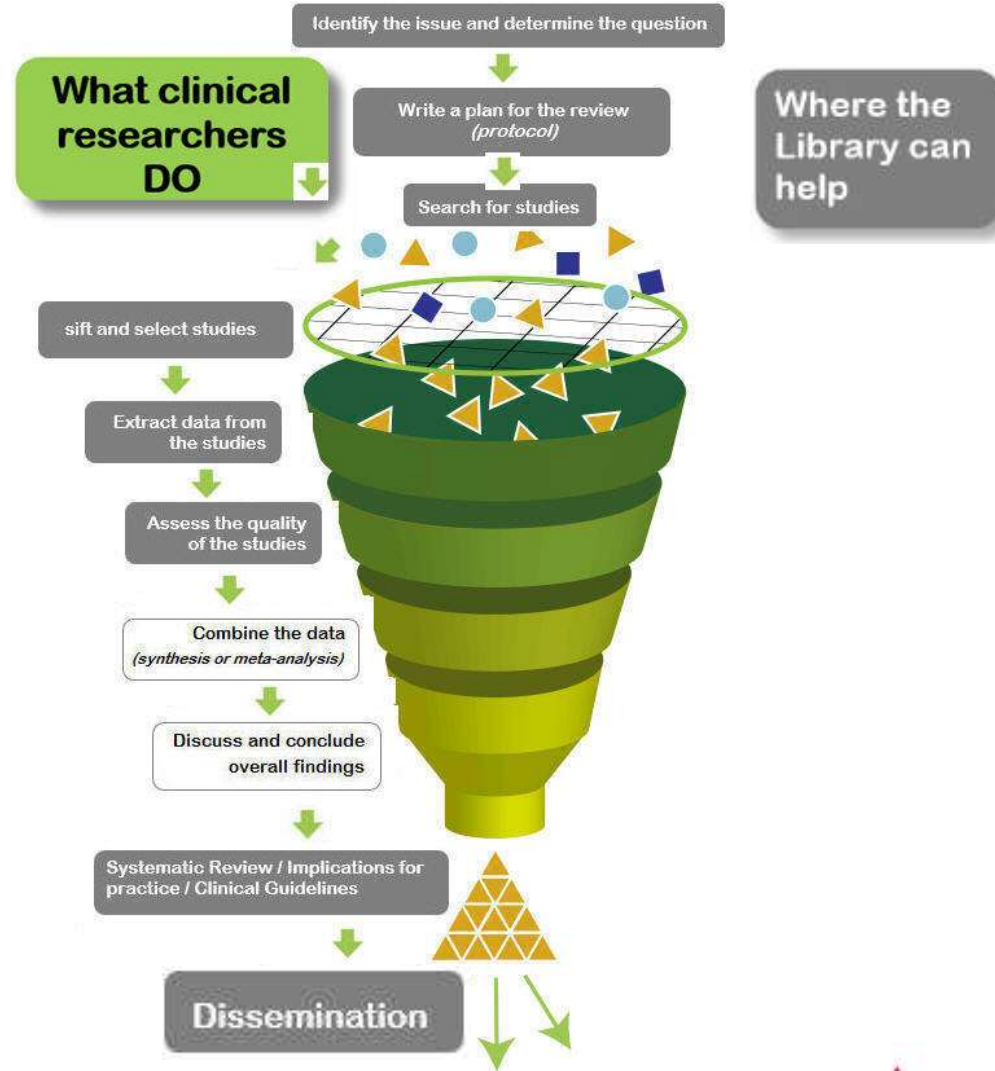 Identify the issue and determine the question
What clinical
researchers
DO
Where the
Library can
help
Write a plan for the review
(protocol)
Search for studies
sift and select studies
Extract data from
the studies
Assess the quality
of the studies
Combine the data
(synthesis or meta-analysis)
Discuss and conclude
overall findings
Systematic Review / Implications for
practice / Clinical Guidelines
Dissemination